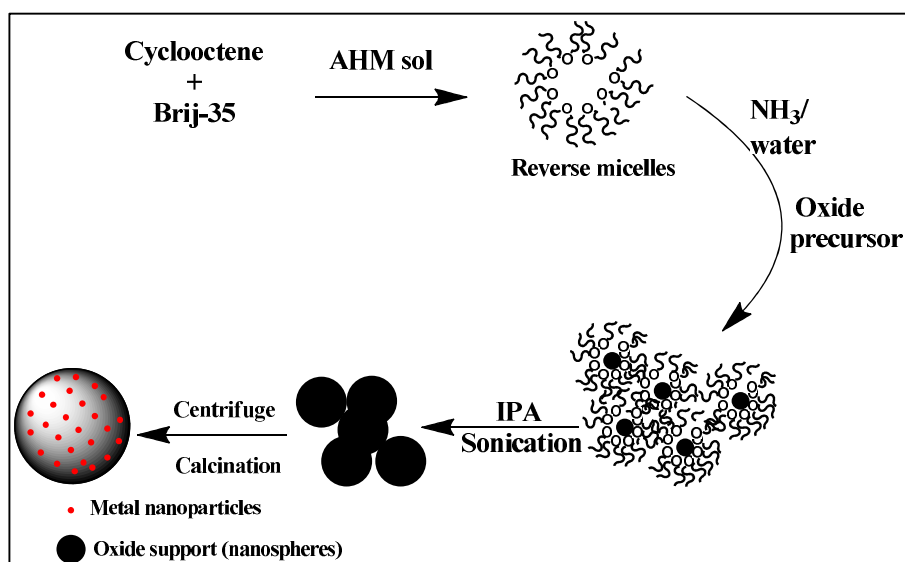 Cyclooctene
+
Brij-35
AHM sol
Reverse micelles
NH₃/
water
Oxide
precursor
IPA
Sonication
Centrifuge
Calcination
Metal nanoparticles
Oxide support (nanospheres)